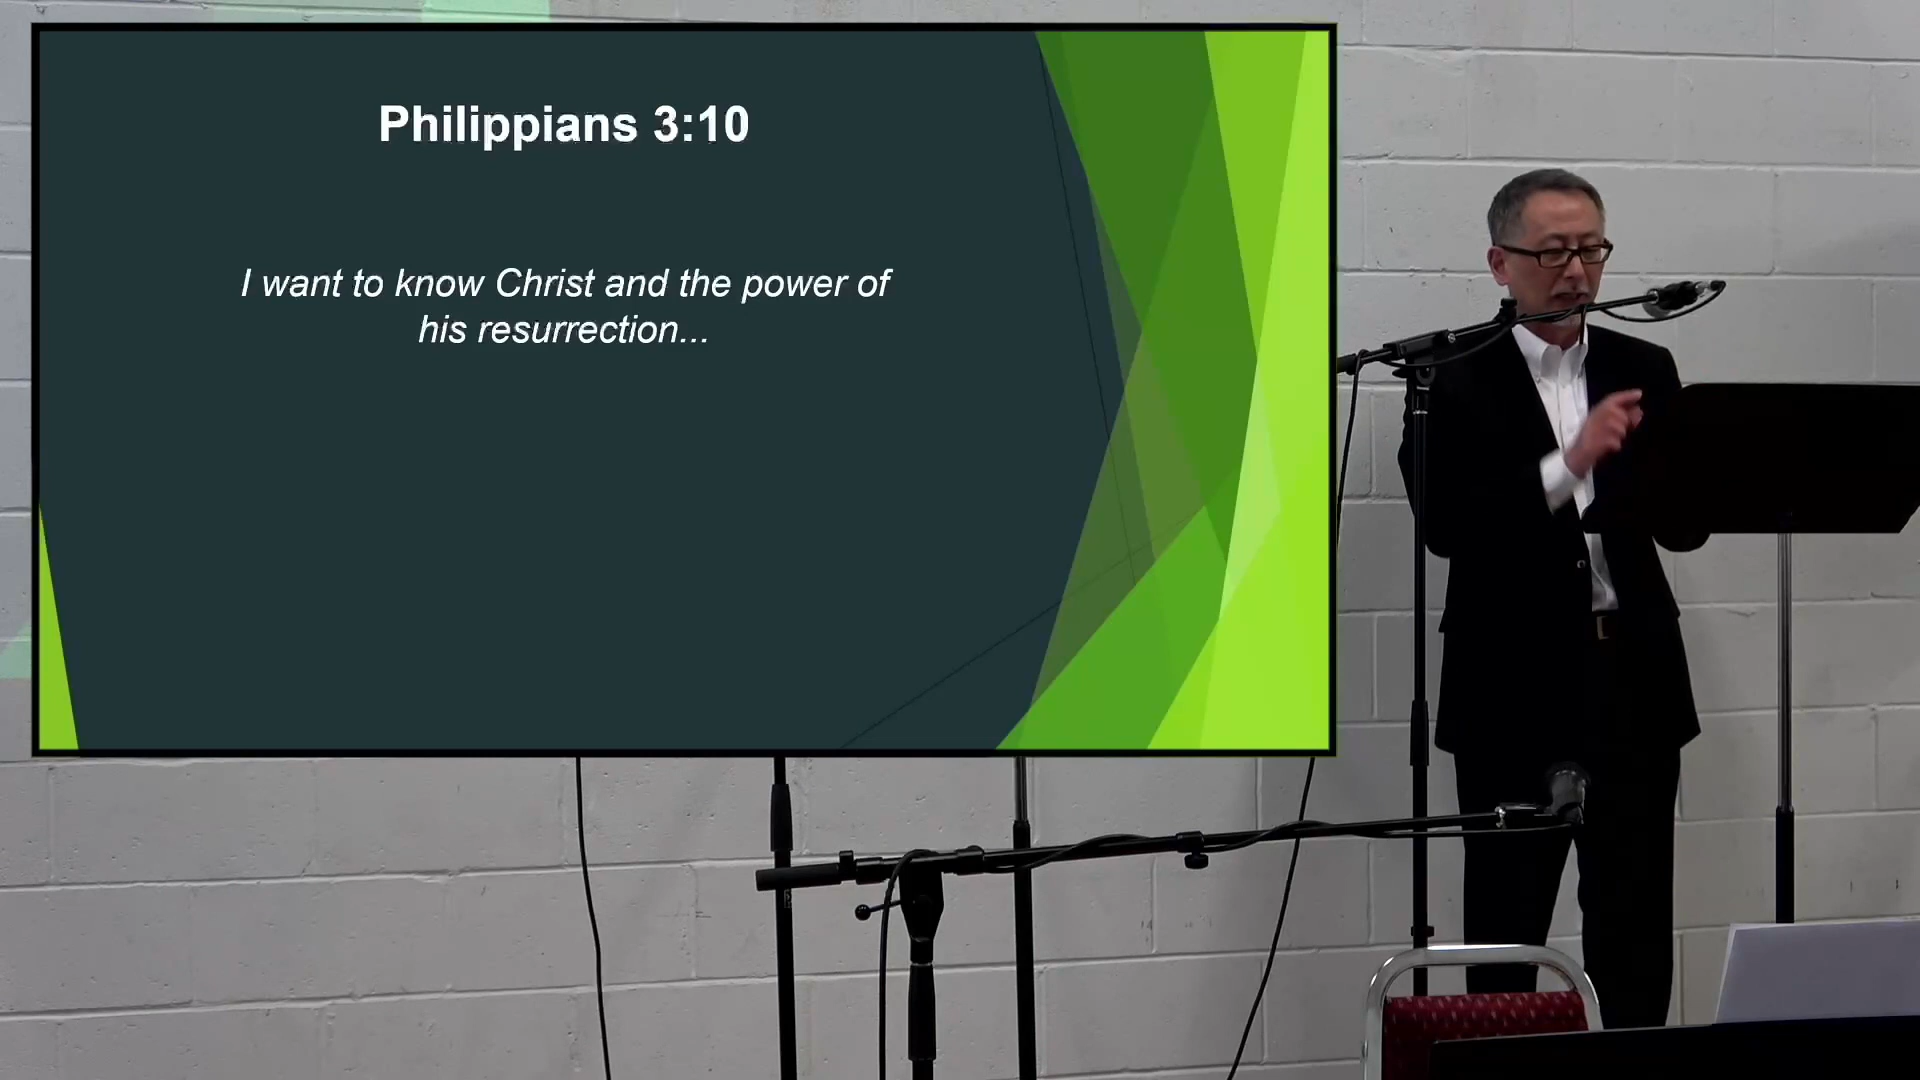 Philippians 3:10
I want to know Christ and the power of
his resurrection...